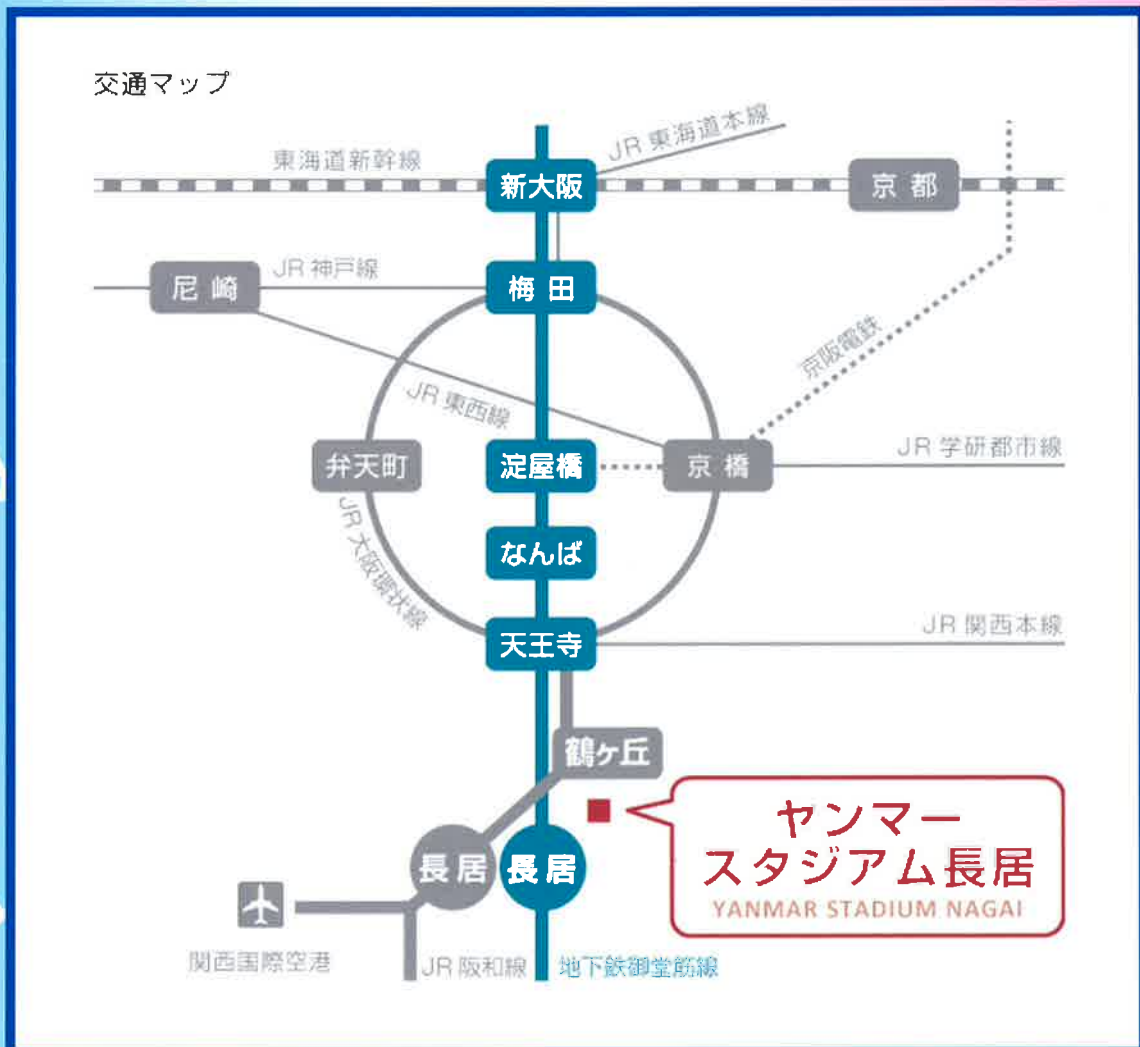 交通マップ
JR 東海道本線
東海道新幹線
新大阪
京都
JR 神戸線
尼崎
梅田
京阪電鉄
JR 東西線
JR 学研都市線
弁天町
淀屋橋
京橋
JR 大阪環状線
なんば
JR 関西本線
天王寺
鶴ヶ丘
ヤンマー
スタジアム長居
YANMAR STADIUM NAGAI
長居
長居
関西国際空港
JR 阪和線
地下鉄御堂筋線